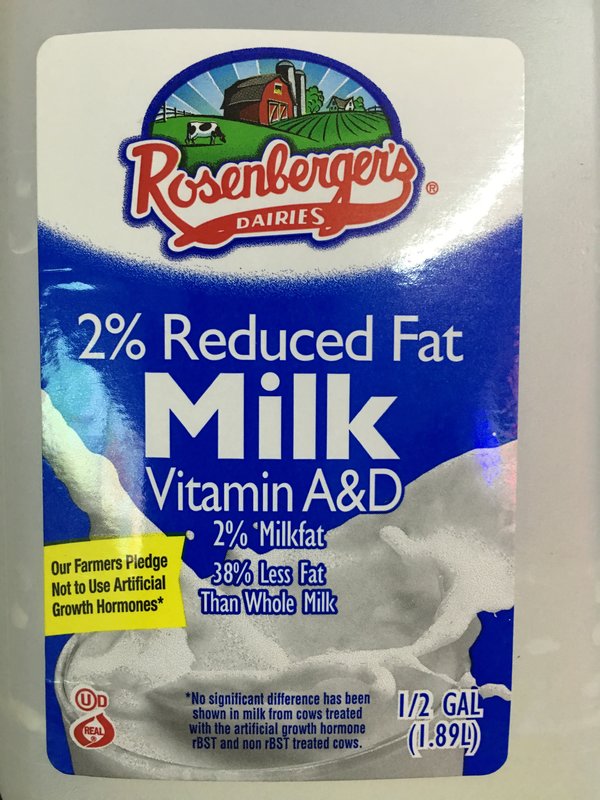 Rosenberger's
®
DAIRIES
2% Reduced Fat
Milk
Vitamin A&D
2% Milkfat
38% Less Fat
Than Whole Milk
Our Farmers Pledge
Not to Use Artificial
Growth Hormones*
U D
REAL
®
*No significant difference has been
shown in milk from cows treated
with the artificial growth hormone
rBST and non rBST treated cows.
1/2 GAL
(1.89L)